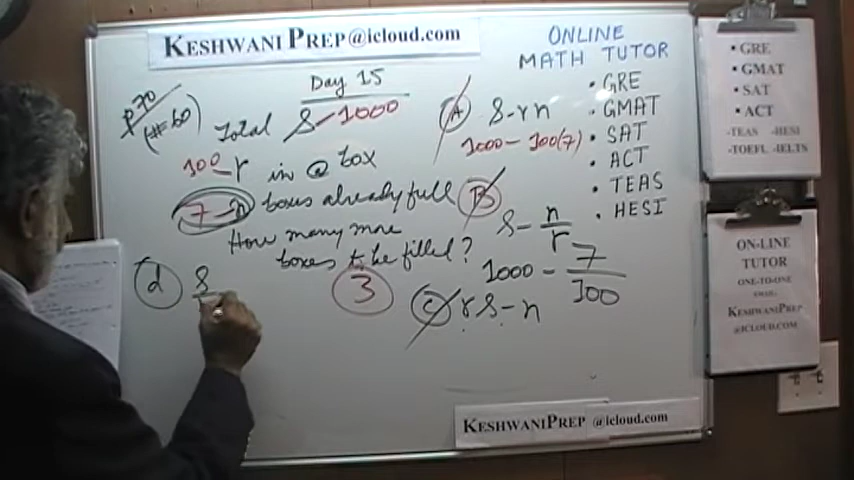 KESHWANIPREP@icloud.com
Day 15
P 70
(#60)
Total S-1000
100-r in @ box
7-n boxes already full
How many more
boxes to be filled?
3
A S-rn
1000-100(7)
B S-n/r
1000-7/100
C rS-n
d S
ONLINE
MATH TUTOR
• GRE
• GMAT
• SAT
• ACT
• TEAS
• HESI
• GRE
• GMAT
• SAT
• ACT
-TEAS -HESI
-TOEFL -IELTS
ON-LINE
TUTOR
ONE-TO-ONE
EMAIL:
KESHWANIPREP
@ICLOUD.COM
KESHWANIPREP @icloud.com